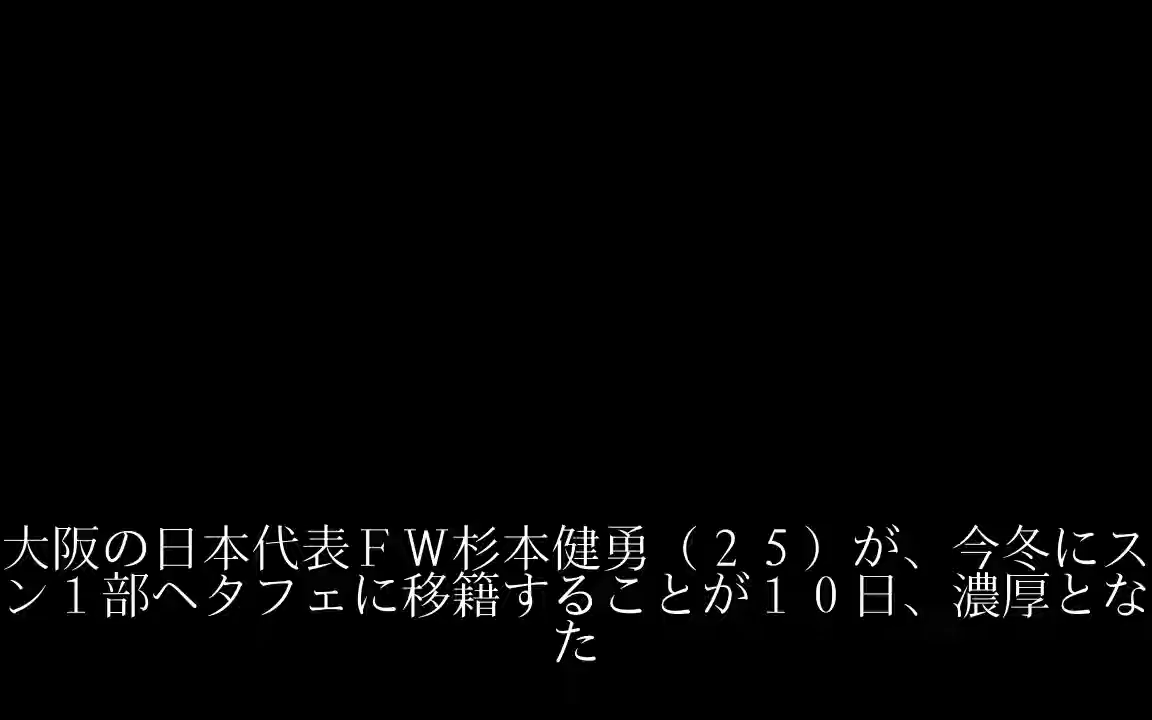 大阪の日本代表ＦＷ杉本健勇（２５）が、今冬にス
ン１部ヘタフェに移籍することが１０日、濃厚とな
た